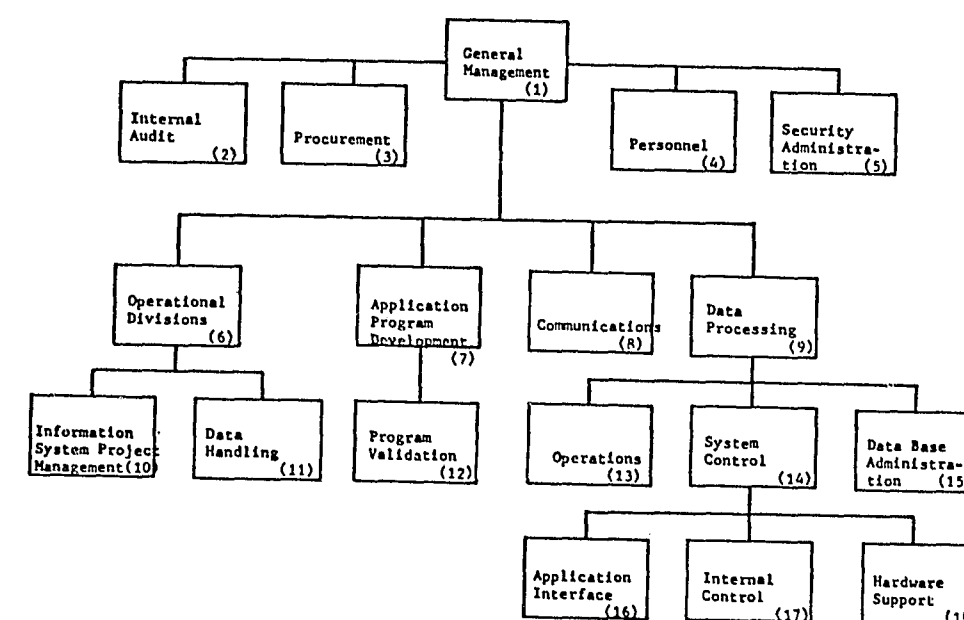 General
Management
(1)
Internal
Audit
(2)
Procurement
(3)
Personnel
(4)
Security
Administra-
tion (5)
Operational
Divisions
(6)
Application
Program
Development
(7)
Communications
(8)
Data
Processing
(9)
Information
System Project
Management(10)
Data
Handling
(11)
Program
Validation
(12)
Operations
(13)
System
Control
(14)
Data Base
Administra-
tion (15
Application
Interface
(16)
Internal
Control
(17)
Hardware
Support